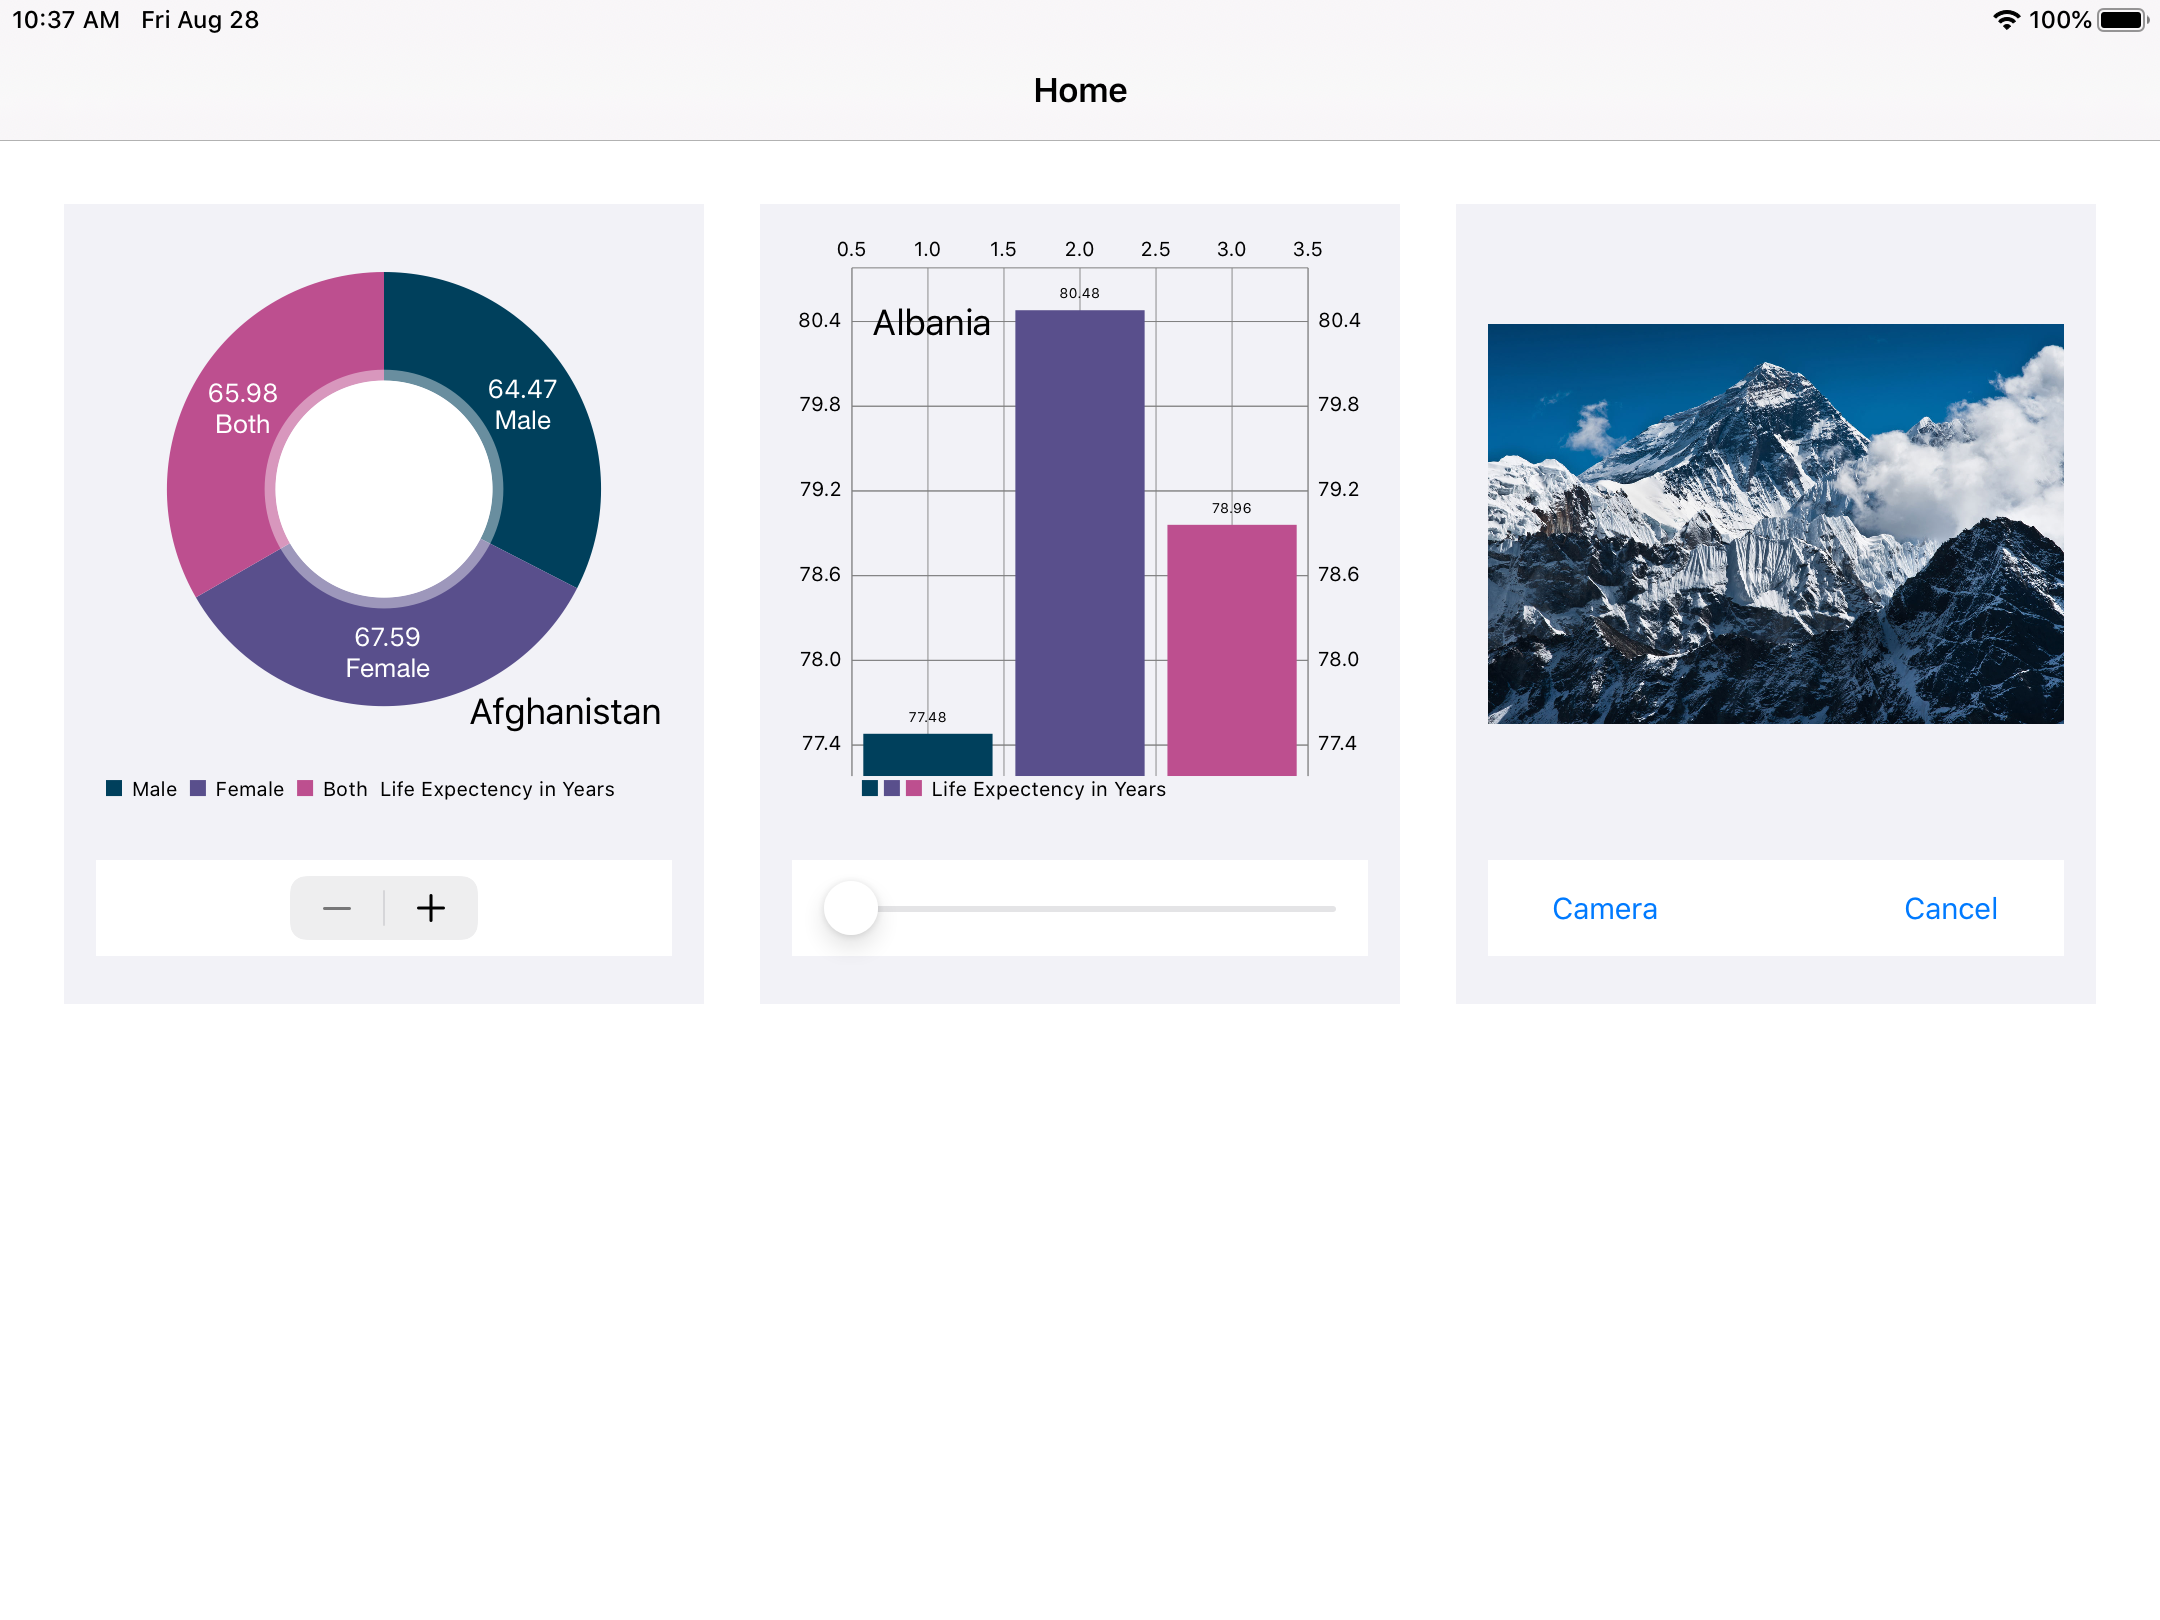 10:37 AM Fri Aug 28 100%
Home
65.98
Both
64.47
Male
67.59
Female
Afghanistan
Male Female Both Life Expectency in Years
0.5 1.0 1.5 2.0 2.5 3.0 3.5
80.48
80.4 Albania 80.4
79.8 79.8
79.2 79.2
78.96
78.6 78.6
78.0 78.0
77.48
77.4 77.4
Life Expectency in Years
Camera Cancel